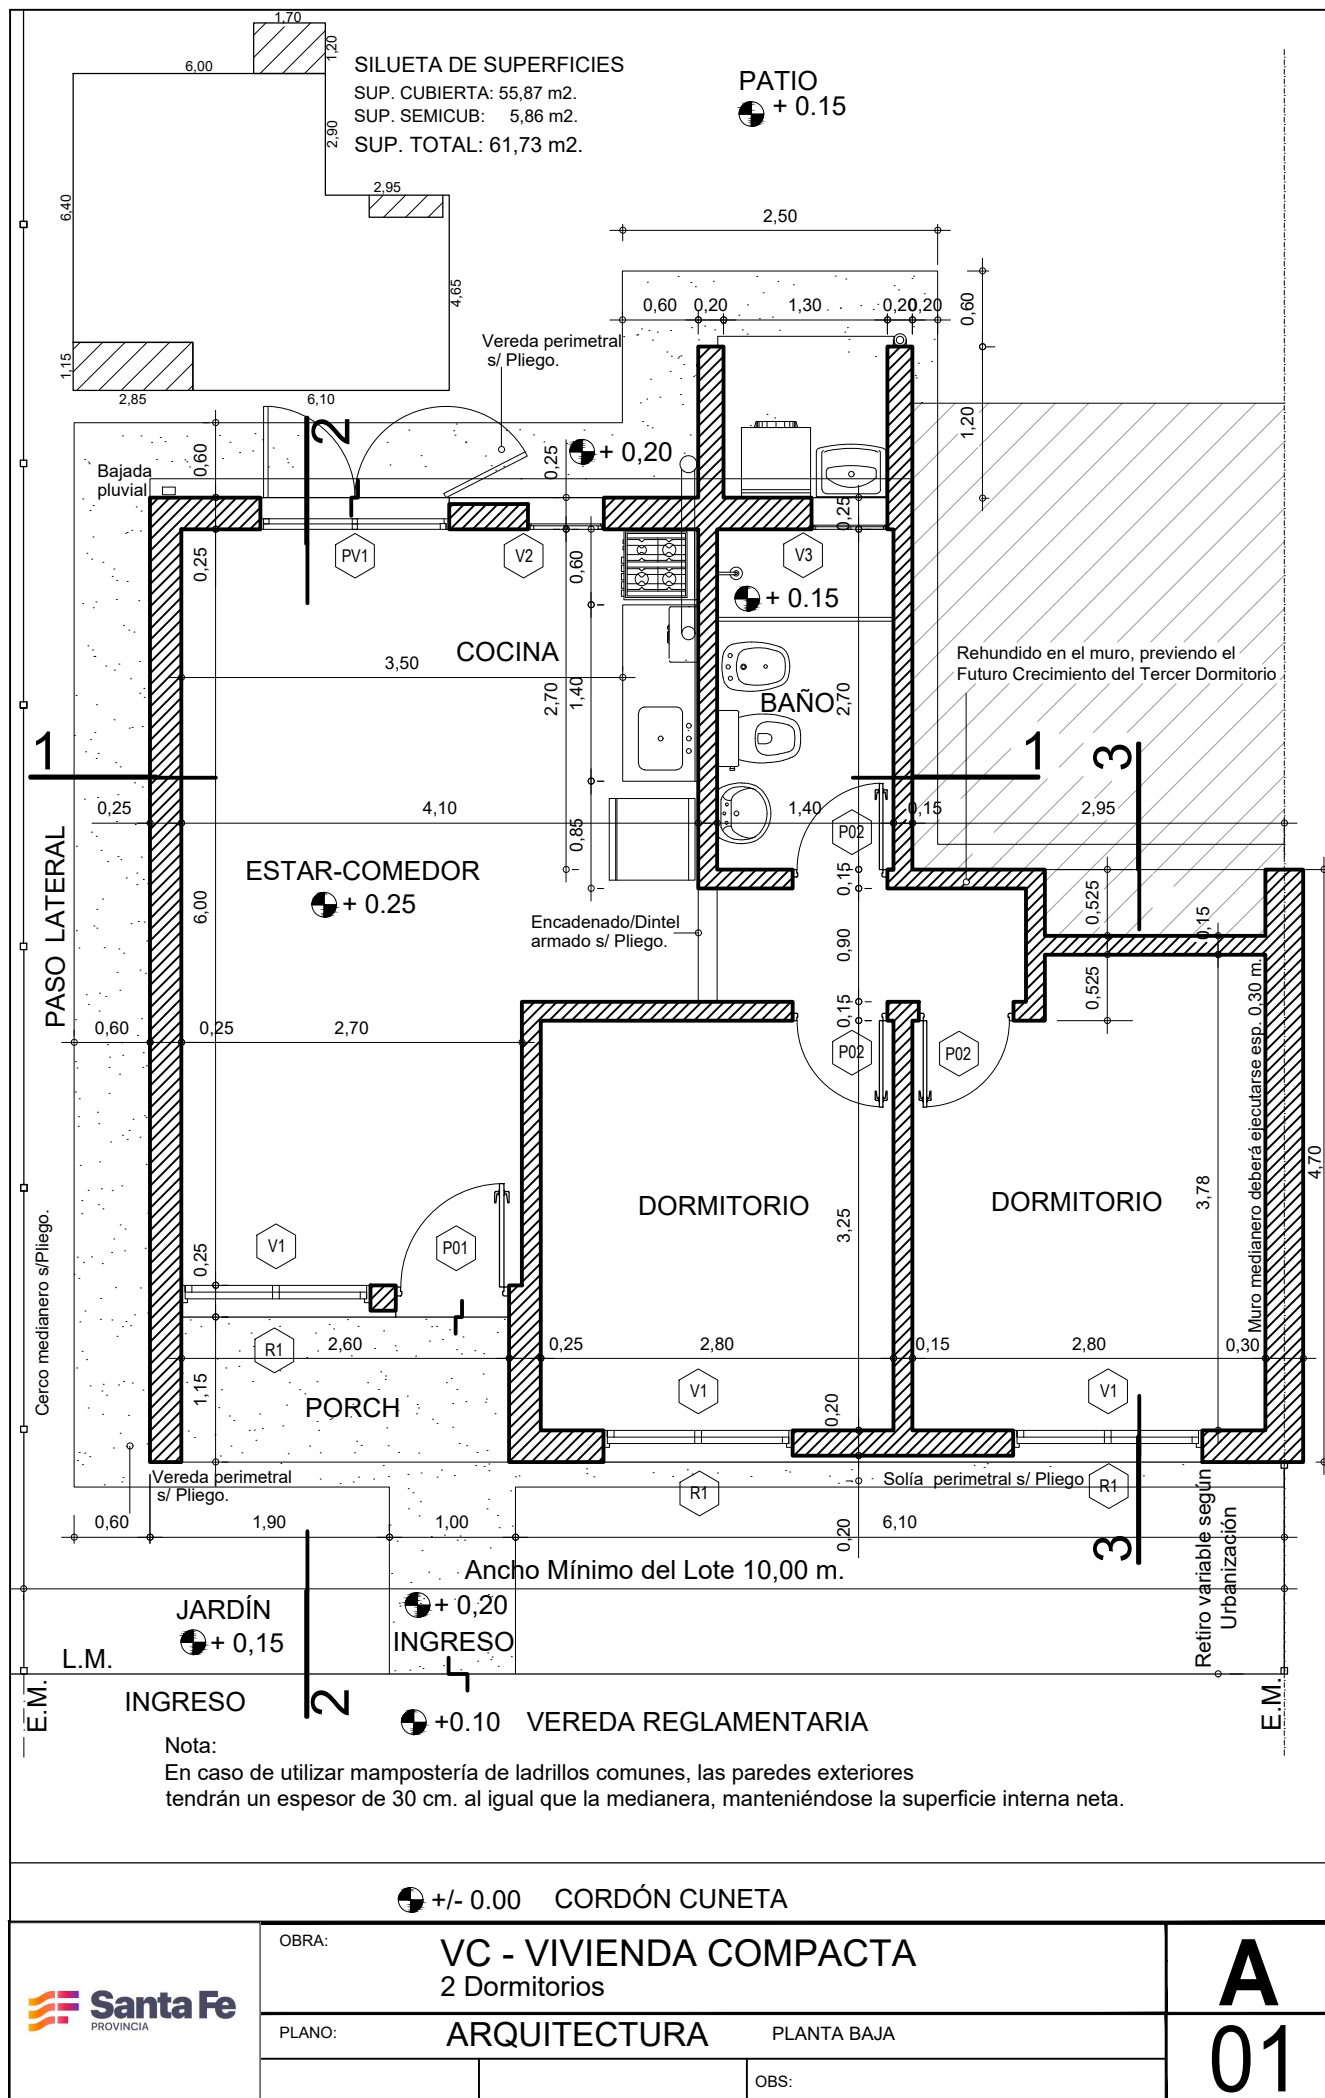 1,70
1,20
6,00
SILUETA DE SUPERFICIES
SUP. CUBIERTA: 55,87 m2.
SUP. SEMICUB: 5,86 m2.
SUP. TOTAL: 61,73 m2.
2,90
2,95
6,40
4,65
1,15
2,85
6,10
PATIO
+ 0.15
2,50
0,60
0,20
1,30
0,20
0,20
0,60
1,20
Vereda perimetral
s/ Pliego.
2
0,60
Bajada
pluvial
0,25
+ 0,20
0,25
0,25
PV1
V2
0,60
V3
+ 0.15
COCINA
3,50
2,70
1,40
BAÑO
2,70
Rehundido en el muro, previendo el
Futuro Crecimiento del Tercer Dormitorio
1
1
3
0,25
4,10
0,85
1,40
P02
0,15
2,95
PASO LATERAL
ESTAR-COMEDOR
+ 0.25
6,00
0,15
0,525
0,15
Encadenado/Dintel
armado s/ Pliego.
0,90
0,525
0,60
0,25
2,70
0,15
P02
P02
Muro medianero deberá ejecutarse esp. 0,30 m.
4,70
3,78
DORMITORIO
3,25
DORMITORIO
Cerco medianero s/Pliego.
0,25
V1
P01
R1
2,60
0,25
2,80
0,15
2,80
0,30
1,15
PORCH
V1
0,20
V1
Vereda perimetral
s/ Pliego.
R1
Solía perimetral s/ Pliego
R1
0,60
1,90
1,00
0,20
6,10
3
Retiro variable según
Urbanización
Ancho Mínimo del Lote 10,00 m.
JARDÍN
+ 0,15
+ 0,20
INGRESO
L.M.
E.M.
INGRESO
2
+0.10 VEREDA REGLAMENTARIA
E.M.
Nota:
En caso de utilizar mampostería de ladrillos comunes, las paredes exteriores
tendrán un espesor de 30 cm. al igual que la medianera, manteniéndose la superficie interna neta.
+/- 0.00 CORDÓN CUNETA
Santa Fe
PROVINCIA
OBRA:
VC - VIVIENDA COMPACTA
2 Dormitorios
PLANO:
ARQUITECTURA
PLANTA BAJA
OBS:
A
01